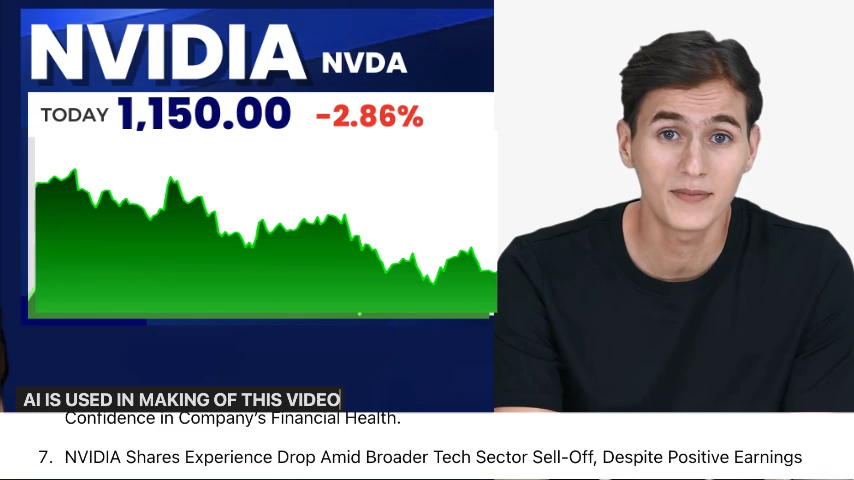 NVIDIA NVDA
TODAY 1,150.00 -2.86%
AI IS USED IN MAKING OF THIS VIDEO
Confidence in Company's Financial Health.
7. NVIDIA Shares Experience Drop Amid Broader Tech Sector Sell-Off, Despite Positive Earnings